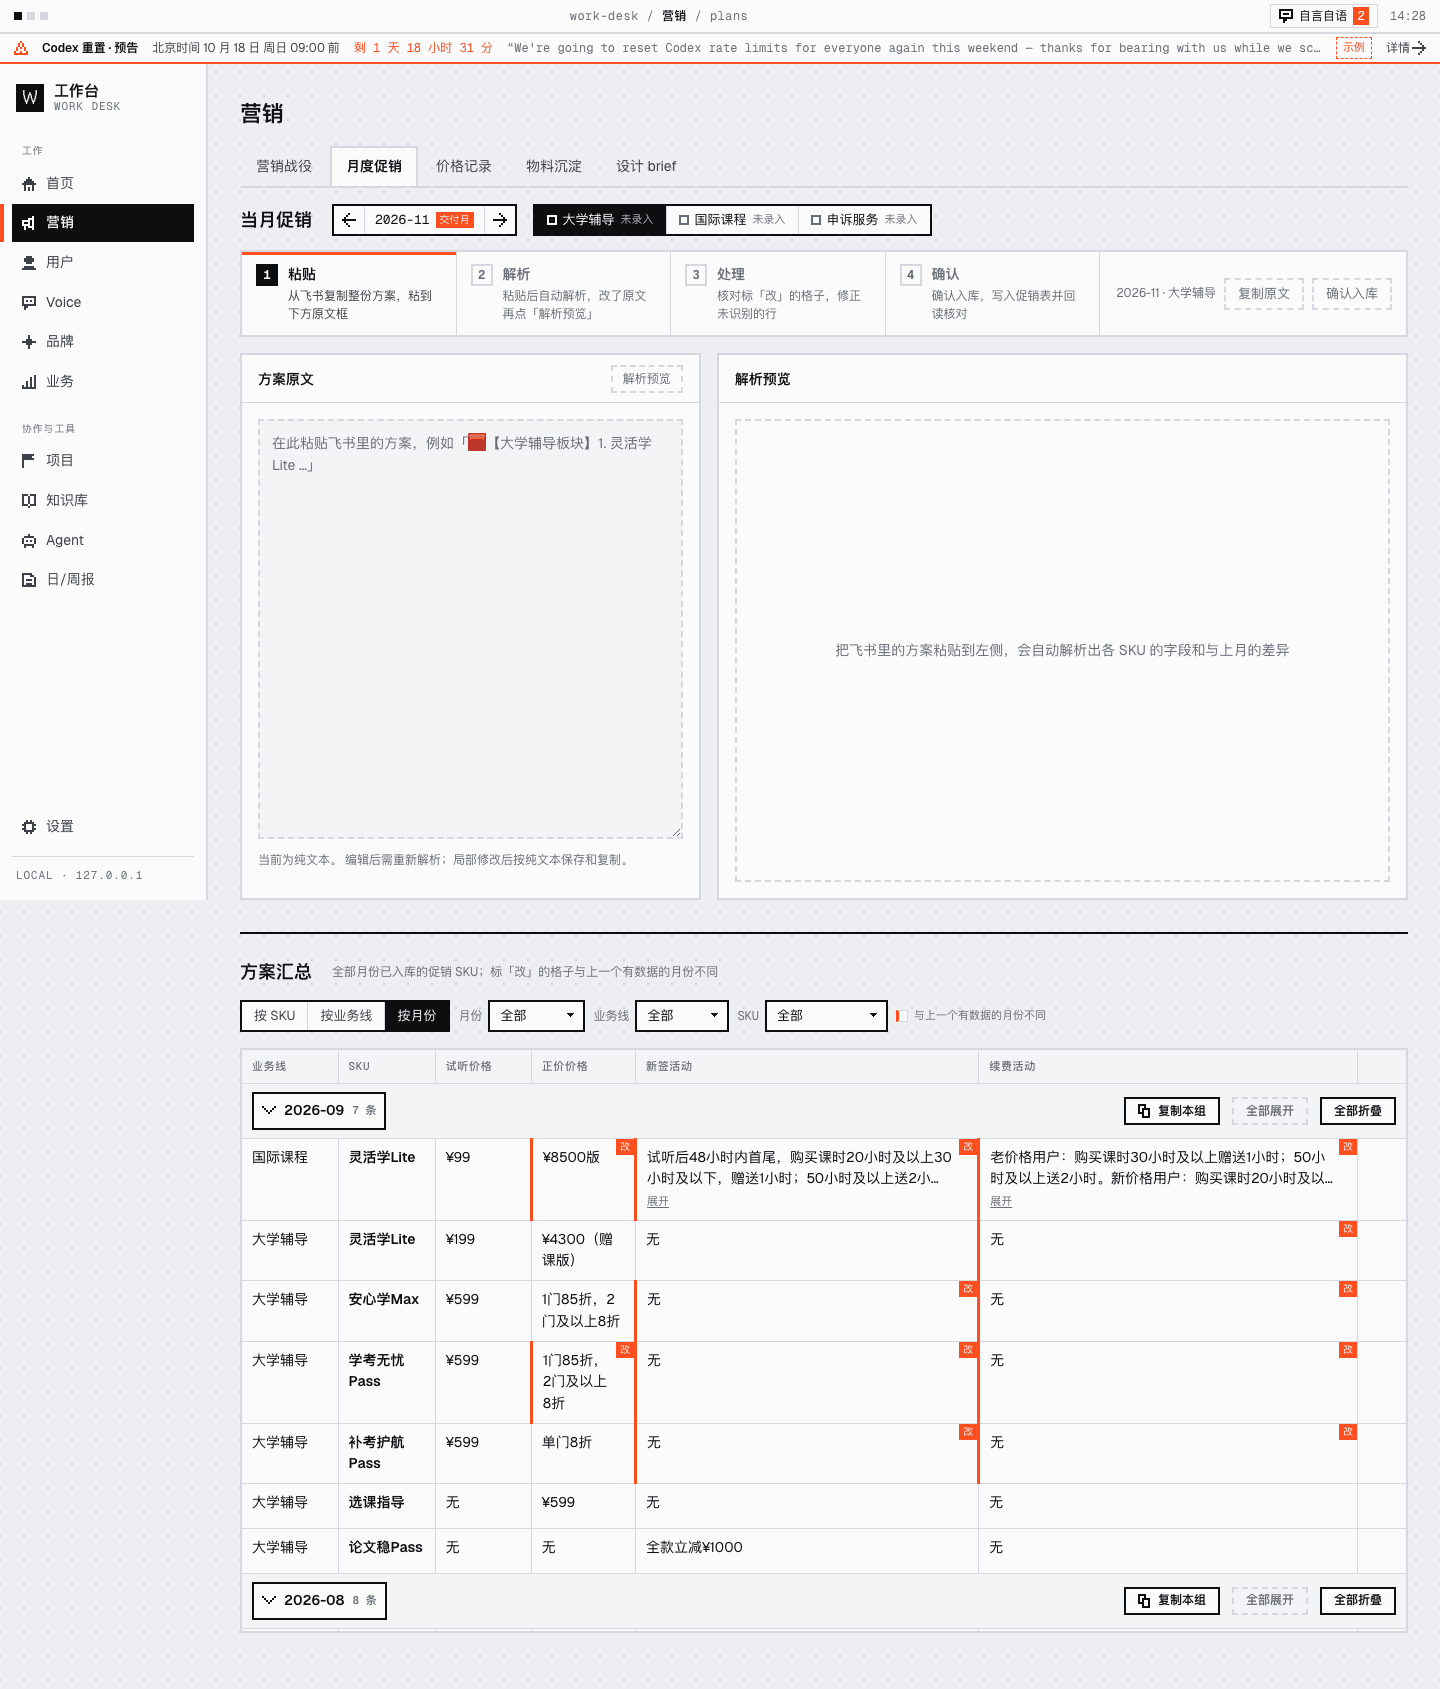 work-desk / 营销 / plans
自言自语 2
14:28
Codex 重置 · 预告 北京时间 10 月 18 日 周日 09:00 前 剩 1 天 18 小时 31 分 “We're going to reset Codex rate limits for everyone again this weekend — thanks for bearing with us while we sc… 示例 详情
W 工作台
WORK DESK
工作
首页
营销
用户
Voice
品牌
业务
协作与工具
项目
知识库
Agent
日/周报
设置
LOCAL · 127.0.0.1
营销
营销战役 月度促销 价格记录 物料沉淀 设计 brief
当月促销 2026-11 交付月 大学辅导 未录入 国际课程 未录入 申诉服务 未录入
1 粘贴
从飞书复制整份方案，粘到
下方原文框
2 解析
粘贴后自动解析，改了原文
再点「解析预览」
3 处理
核对标「改」的格子，修正
未识别的行
4 确认
确认入库，写入促销表并回
读核对
2026-11 · 大学辅导 复制原文 确认入库
方案原文 解析预览
在此粘贴飞书里的方案，例如「🟥【大学辅导板块】1. 灵活学
Lite ...」
当前为纯文本。 编辑后需重新解析；局部修改后按纯文本保存和复制。
解析预览
把飞书里的方案粘贴到左侧，会自动解析出各 SKU 的字段和与上月的差异
方案汇总 全部月份已入库的促销 SKU；标「改」的格子与上一个有数据的月份不同
按 SKU 按业务线 按月份 月份 全部 业务线 全部 SKU 全部 与上一个有数据的月份不同
业务线 SKU 试听价格 正价价格 新签活动 续费活动
2026-09 7 条 复制本组 全部展开 全部折叠
国际课程 灵活学Lite ¥99 ¥8500版 改
试听后48小时内首尾，购买课时20小时及以上30 改
小时及以下，赠送1小时；50小时及以上送2小...
展开
老价格用户：购买课时30小时及以上赠送1小时；50小 改
时及以上送2小时。新价格用户：购买课时20小时及以...
展开
大学辅导 灵活学Lite ¥199 ¥4300（赠
课版） 无 无 改
大学辅导 安心学Max ¥599 1门85折，2
门及以上8折 无 改 无 改
大学辅导 学考无忧
Pass ¥599 1门85折， 改
2门及以上
8折 无 改 无 改
大学辅导 补考护航
Pass ¥599 单门8折 无 改 无 改
大学辅导 选课指导 无 ¥599 无 无
大学辅导 论文稳Pass 无 无 全款立减¥1000 无
2026-08 8 条 复制本组 全部展开 全部折叠